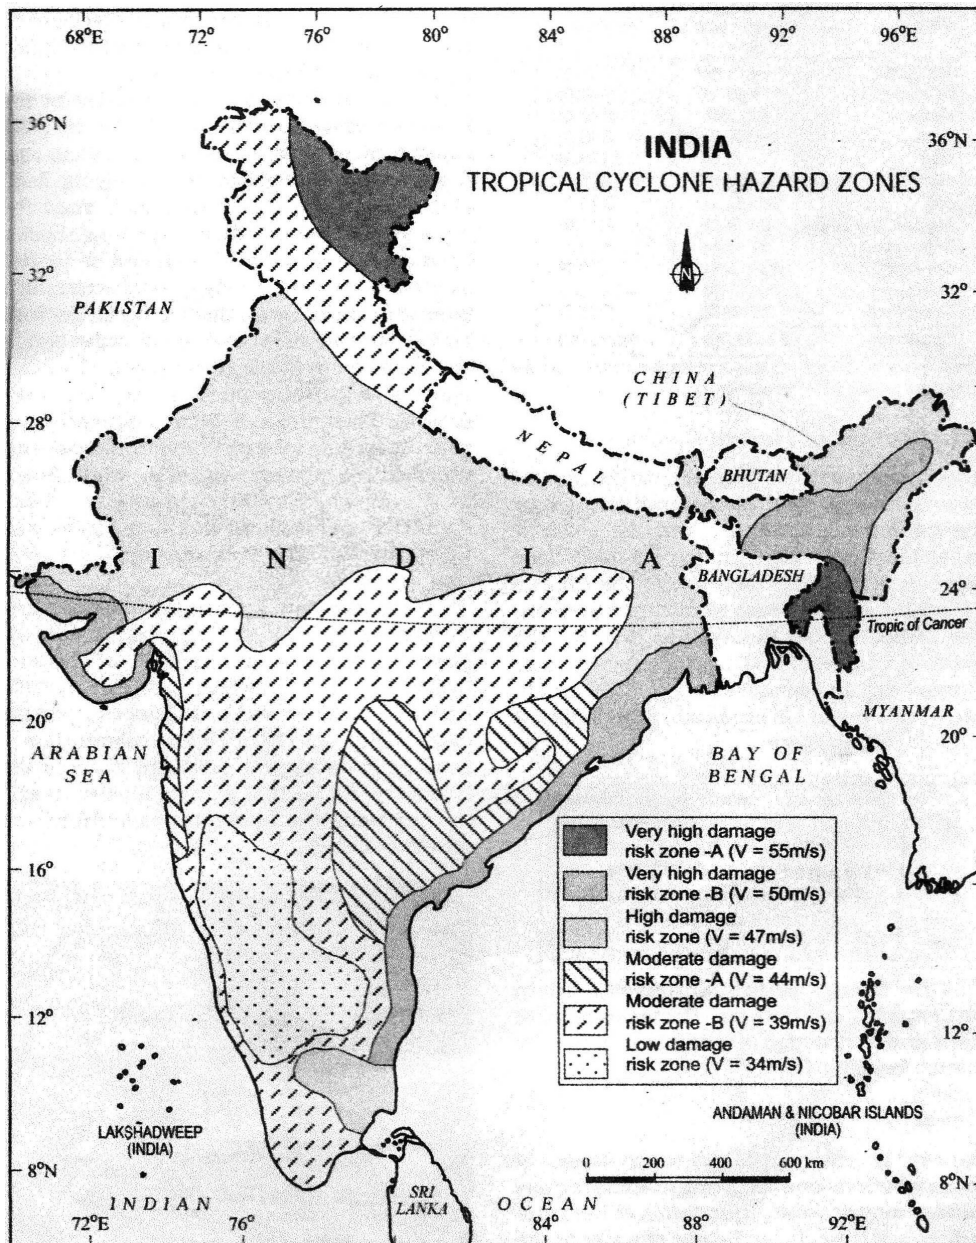 68°E 72° 76° 80° 84° 88° 92° 96°E
36°N
INDIA
36°N
TROPICAL CYCLONE HAZARD ZONES
N
32°
32°
PAKISTAN
CHINA
(TIBET)
28°
NEPAL
BHUTAN
INDIA
BANGLADESH
24°
24°
Tropic of Cancer
20°
MYANMAR
20°
ARABIAN
SEA
BAY OF
BENGAL
Very high damage
risk zone -A (V = 55m/s)
Very high damage
risk zone -B (V = 50m/s)
High damage
risk zone (V = 47m/s)
Moderate damage
risk zone -A (V = 44m/s)
Moderate damage
risk zone -B (V = 39m/s)
Low damage
risk zone (V = 34m/s)
16°
12°
12°
LAKSHADWEEP
(INDIA)
ANDAMAN & NICOBAR ISLANDS
(INDIA)
0 200 400 600 km
8°N
8°N
INDIAN
SRI
LANKA
OCEAN
72°E 76° 84° 88° 92°E